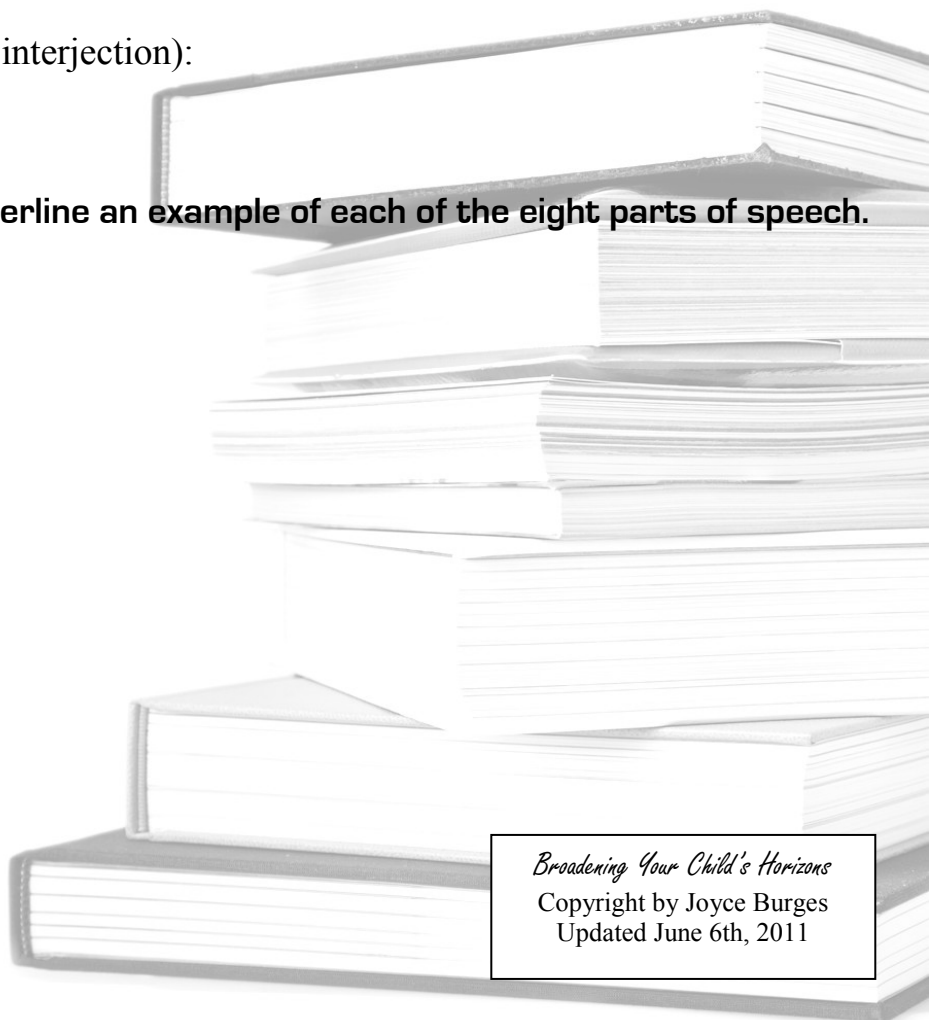 interjection):
erline an example of each of the eight parts of speech.
Broadening Your Child's Horizons
Copyright by Joyce Burges
Updated June 6th, 2011